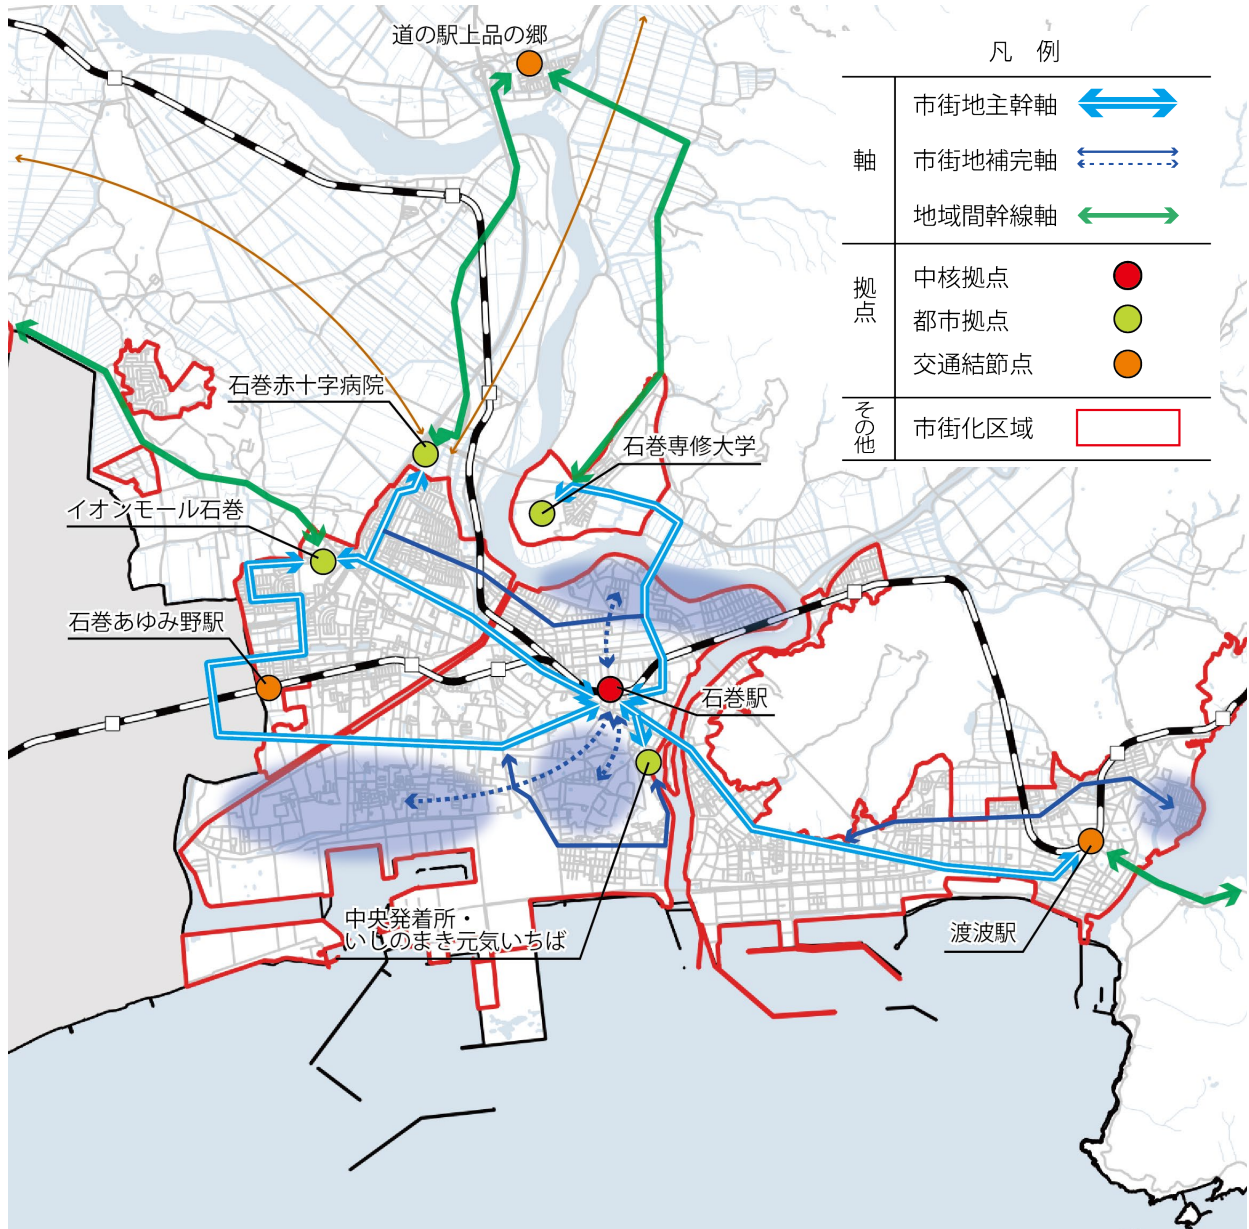 道の駅上品の郷
凡　例
軸
市街地主幹軸
市街地補完軸
地域間幹線軸
拠点
中核拠点
都市拠点
交通結節点
その他
市街化区域
石巻赤十字病院
石巻専修大学
イオンモール石巻
石巻あゆみ野駅
石巻駅
中央発着所・
いしのまき元気いちば
渡波駅